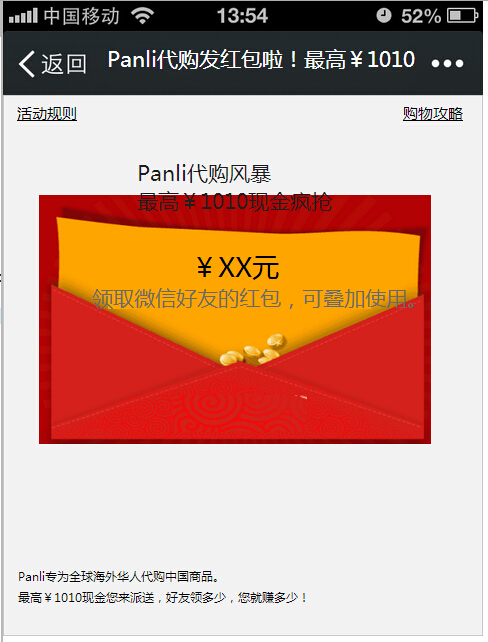 中国移动 13:54 52%
返回 Panli代购发红包啦！最高￥1010
活动规则 购物攻略
Panli代购风暴
最高￥1010现金疯抢
￥XX元
领取微信好友的红包，可叠加使用。
Panli专为全球海外华人代购中国商品。
最高￥1010现金您来派送，好友领多少，您就赚多少！